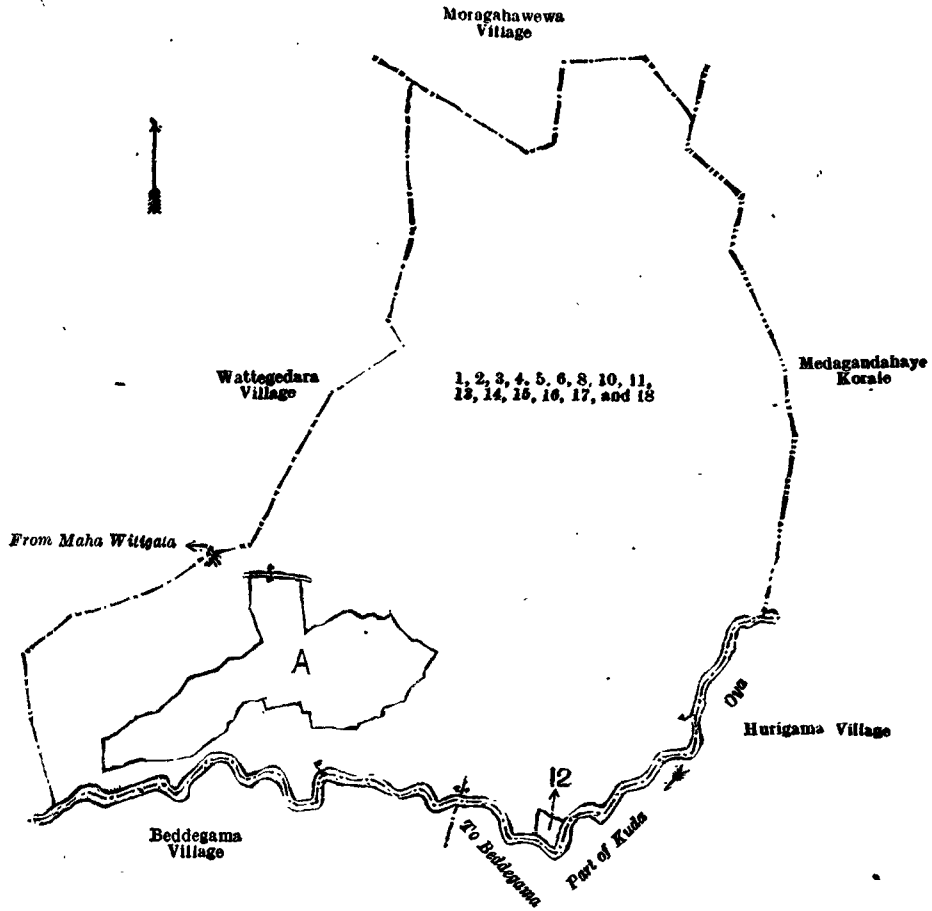 Moragahawewa
Village
Wattegedara
Village
1, 2, 3, 4, 5, 6, 8, 10, 11,
13, 14, 15, 16, 17, and 18
Medagandahaye
Korale
From Maha Witigala
A
Oya
Hurigama Village
12
Beddegama
Village
To Beddegama
Part of Kuda